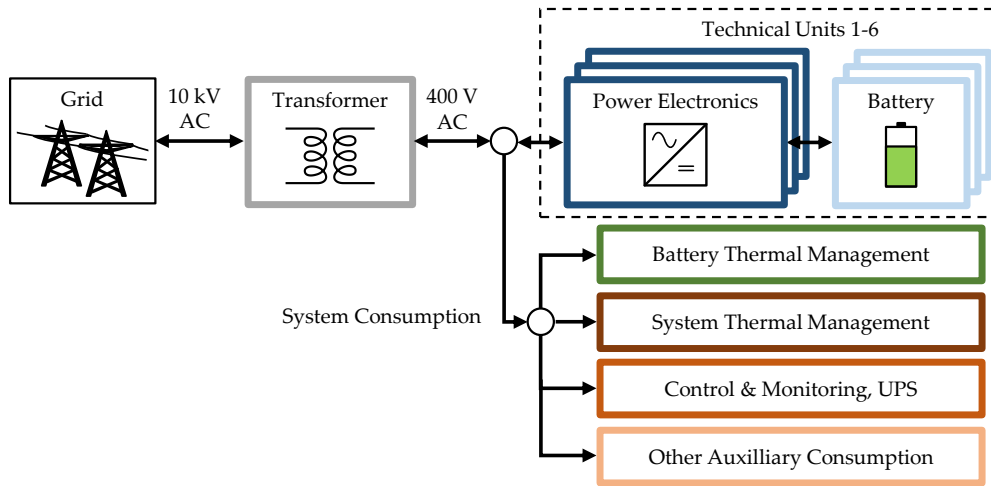 Technical Units 1-6
Grid
10 kV
AC
Transformer
400 V
AC
Power Electronics
Battery
Battery Thermal Management
System Consumption
System Thermal Management
Control & Monitoring, UPS
Other Auxilliary Consumption